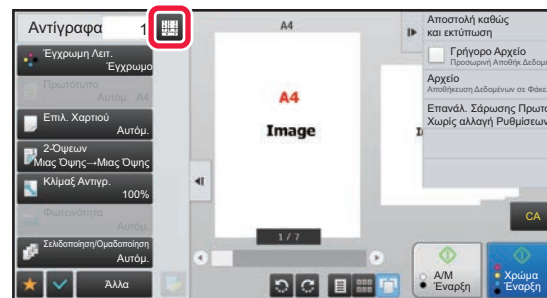 Αντίγραφα 1
Έγχρωμη Λειτ.
Έγχρωμο
Πρωτότυπο
Αυτόμ. A4
Επιλ. Χαρτιού
Αυτόμ.
2-Όψεων
Μιας Όψης→Μιας Όψης
Κλίμαξ Αντιγρ.
100%
Φωτεινότητα
Αυτόμ.
Σελιδοποίηση/Ομαδοποίηση
Αυτόμ.
Άλλα
A4
A4
Image
1 / 7
Αποστολή καθώς
και εκτύπωση
Γρήγορο Αρχείο
Προσωρινή Αποθήκ Δεδομ
Αρχείο
Αποθήκευση Δεδομένων σε Φάκε
Επανάλ. Σάρωσης Πρωτο
Χωρίς αλλαγή Ρυθμίσεων
CA
Α/Μ
Έναρξη
Χρώμα
Έναρξη